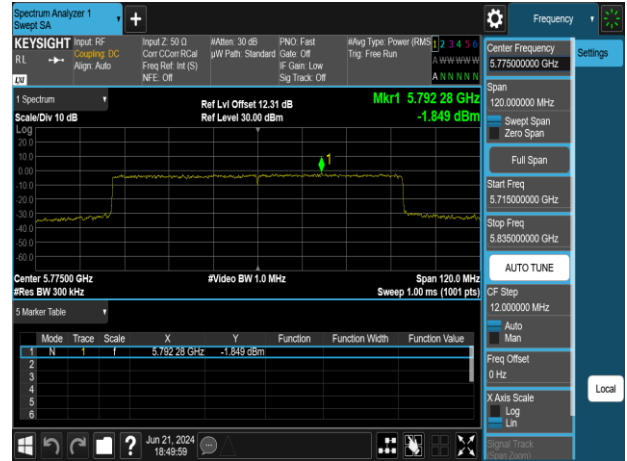 Spectrum Analyzer 1
Swept SA
+
Frequency
KEYSIGHT
RL
LXI
Input: RF
Coupling: DC
Align: Auto
Input Z: 50 Ω
Corr CCorr RCal
Freq Ref: Int (S)
NFE: Off
#Atten: 30 dB
µW Path: Standard
PNO: Fast
Gate: Off
IF Gain: Low
Sig Track: Off
#Avg Type: Power (RMS
Trig: Free Run
1 2 3 4 5 6
A W W W W W
A N N N N N
1 Spectrum
Scale/Div 10 dB
Ref Lvl Offset 12.31 dB
Ref Level 30.00 dBm
Mkr1 5.792 28 GHz
-1.849 dBm
Log
20.0
10.0
0.00
-10.0
-20.0
-30.0
-40.0
-50.0
-60.0
1
Center 5.77500 GHz
#Res BW 300 kHz
#Video BW 1.0 MHz
Span 120.0 MHz
Sweep 1.00 ms (1001 pts)
5 Marker Table
Mode Trace Scale X Y Function Function Width Function Value
1 N 1 f 5.792 28 GHz -1.849 dBm
2
3
4
5
6
?
Jun 21, 2024
18:49:59
Center Frequency
5.775000000 GHz
Settings
Span
120.000000 MHz
Swept Span
Zero Span
Full Span
Start Freq
5.715000000 GHz
Stop Freq
5.835000000 GHz
AUTO TUNE
CF Step
12.000000 MHz
Auto
Man
Freq Offset
0 Hz
X Axis Scale
Log
Lin
Local
Signal Track
(Span Zoom)